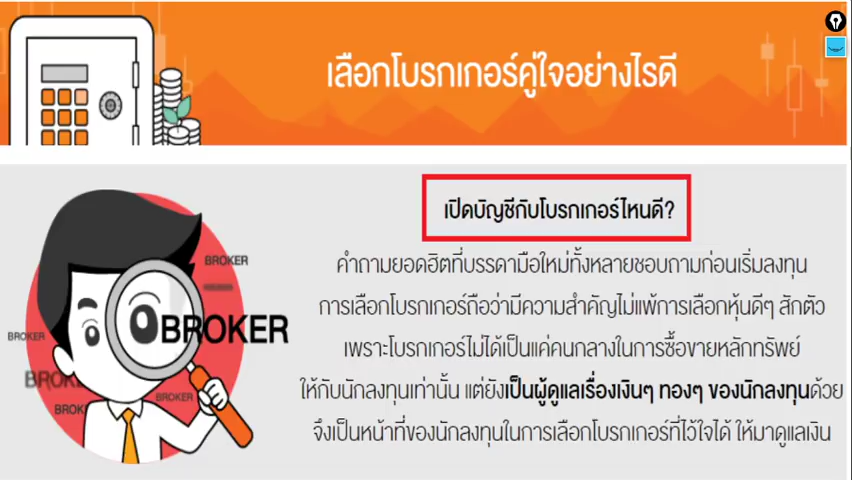 เลือกโบรกเกอร์คู่ใจอย่างไรดี
เปิดบัญชีกับโบรกเกอร์ไหนดี?
คำถามยอดฮิตที่บรรดามือใหม่ทั้งหลายชอบถามก่อนเริ่มลงทุน
การเลือกโบรกเกอร์ถือว่ามีความสำคัญไม่แพ้การเลือกหุ้นดีๆ สักตัว
เพราะโบรกเกอร์ไม่ได้เป็นแค่คนกลางในการซื้อขายหลักทรัพย์
ให้กับนักลงทุนเท่านั้น แต่ยังเป็นผู้ดูแลเรื่องเงินๆ ทองๆ ของนักลงทุนด้วย
จึงเป็นหน้าที่ของนักลงทุนในการเลือกโบรกเกอร์ที่ไว้ใจได้ ให้มาดูแลเงิน
BROKER
BROKER
BROKER
BROKER
BROKER